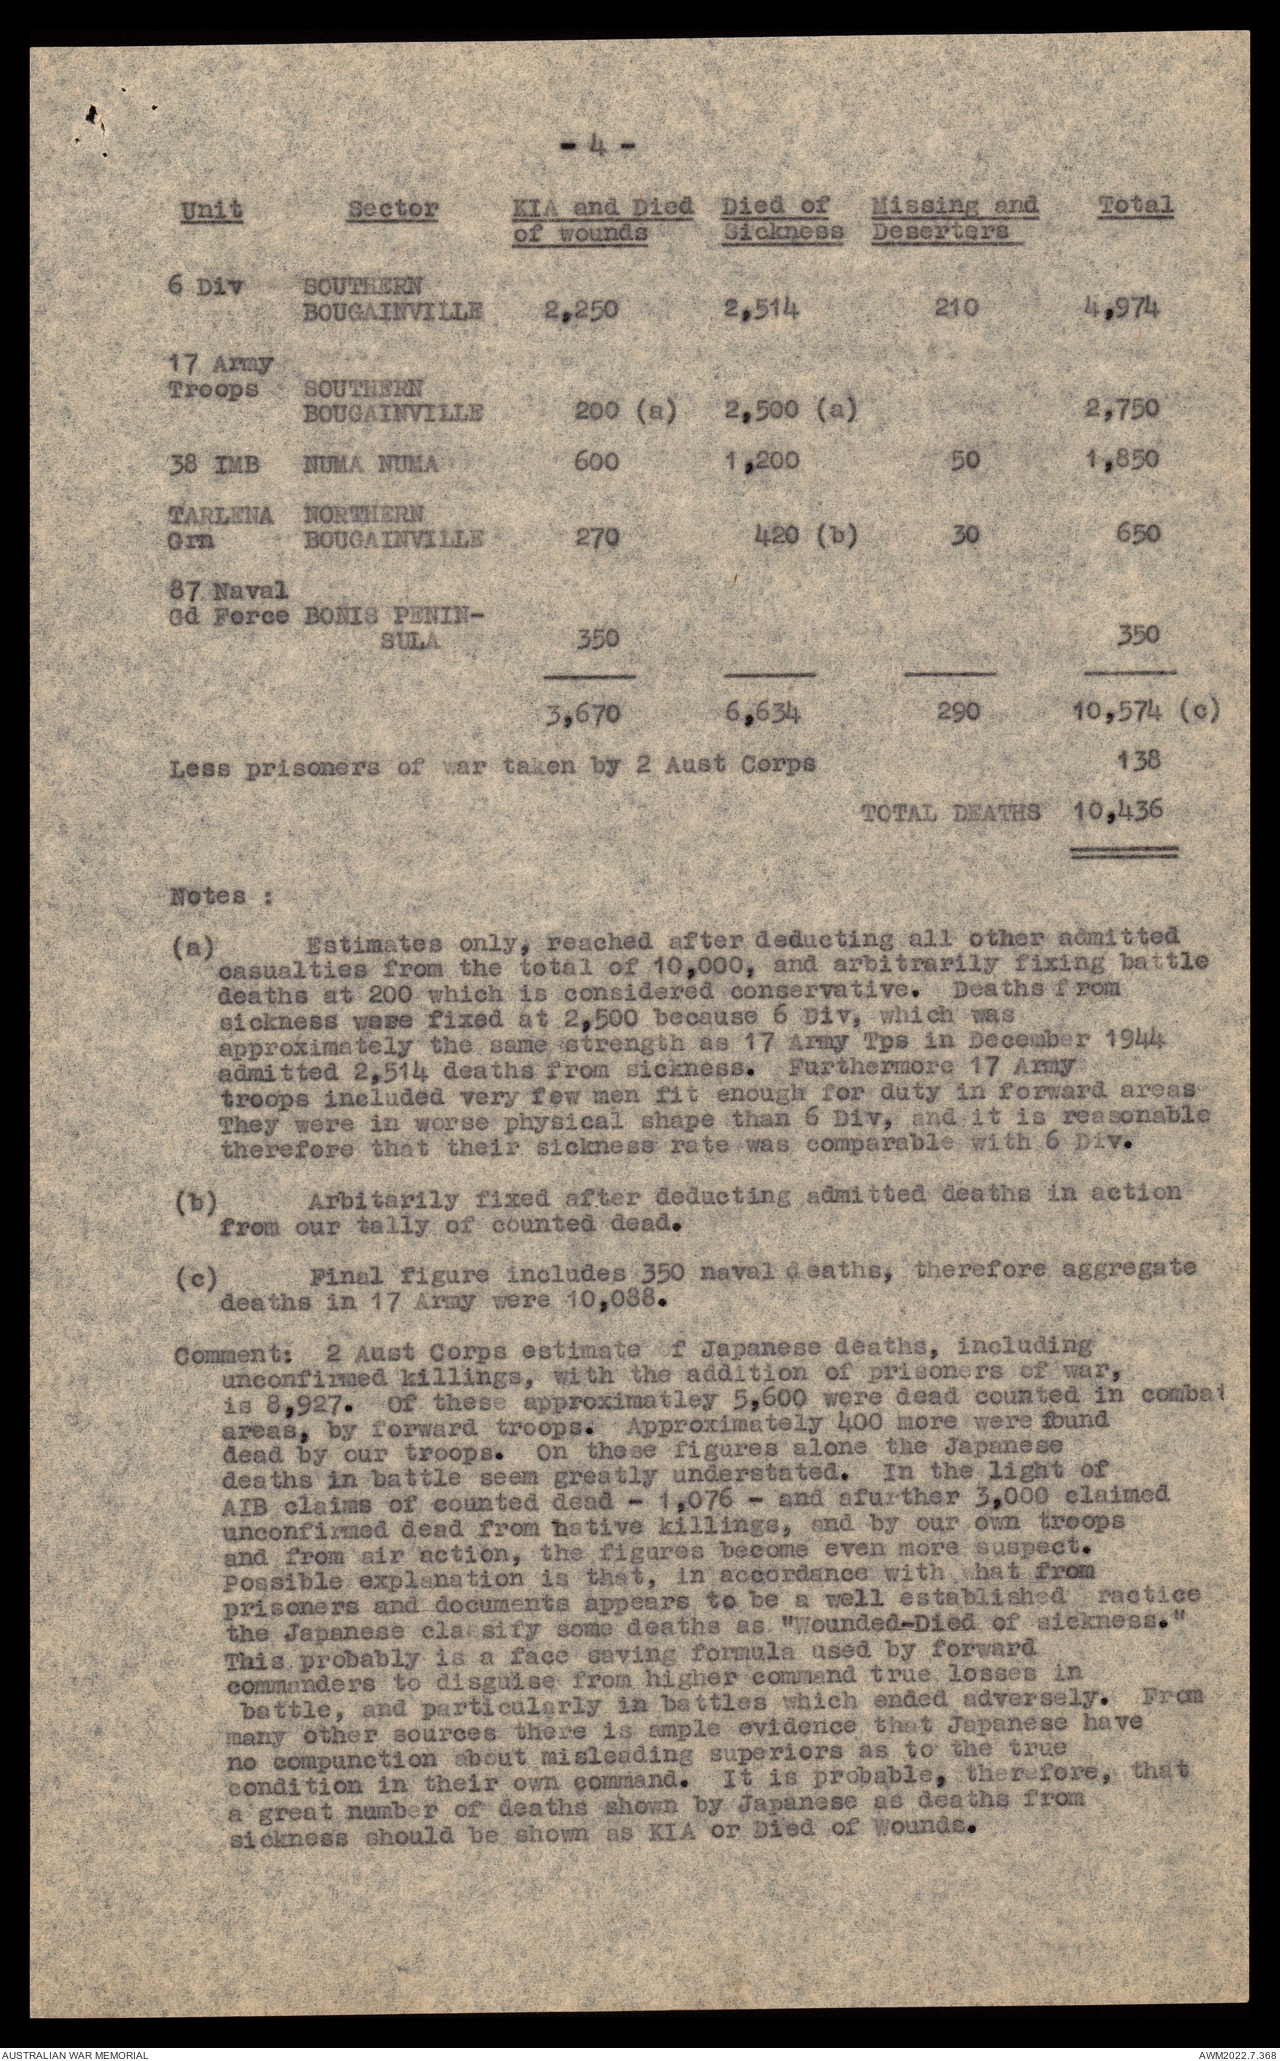 - 4 -
Unit Sector KIA and Died Died of Missing and Total
of wounds Sickness Deserters
6 Div SOUTHERN
BOUGAINVILLE 2,250 2,514 210 4,974
17 Army
Troops SOUTHERN
BOUGAINVILLE 200 (a) 2,500 (a) 2,750
38 IMB NUMA NUMA 600 1,200 50 1,850
TARLENA NORTHERN
Grn BOUGAINVILLE 270 420 (b) 30 650
87 Naval
Gd Force BONIS PENIN-
SULA 350 350
3,670 6,634 290 10,574 (c)
Less prisoners of war taken by 2 Aust Corps 138
TOTAL DEATHS 10,436
Notes :
(a) Estimates only, reached after deducting all other admitted
casualties from the total of 10,000, and arbitrarily fixing battle
deaths at 200 which is considered conservative. Deaths from
sickness were fixed at 2,500 because 6 Div, which was
approximately the same strength as 17 Army Tps in December 1944
admitted 2,514 deaths from sickness. Furthermore 17 Army
troops included very few men fit enough for duty in forward areas
They were in worse physical shape than 6 Div, and it is reasonable
therefore that their sickness rate was comparable with 6 Div.
(b) Arbitarily fixed after deducting admitted deaths in action
from our tally of counted dead.
(c) Final figure includes 350 naval deaths, therefore aggregate
deaths in 17 Army were 10,088.
Comment: 2 Aust Corps estimate of Japanese deaths, including
unconfirmed killings, with the addition of prisoners of war,
is 8,927. Of these approximatley 5,600 were dead counted in combat
areas, by forward troops. Approximately 400 more were found
dead by our troops. On these figures alone the Japanese
deaths in battle seem greatly understated. In the light of
AIB claims of counted dead - 1,076 - and afurther 3,000 claimed
unconfirmed dead from native killings, and by our own troops
and from air action, the figures become even more suspect.
Possible explanation is that, in accordance with what from
prisoners and documents appears to be a well established practice
the Japanese classify some deaths as "Wounded-Died of sickness."
This probably is a face saving formula used by forward
commanders to disguise from higher command true losses in
battle, and particularly in battles which ended adversely. From
many other sources there is ample evidence that Japanese have
no compunction about misleading superiors as to the true
condition in their own command. It is probable, therefore, that
a great number of deaths shown by Japanese as deaths from
sickness should be shown as KIA or Died of Wounds.
AUSTRALIAN WAR MEMORIAL AWM2022.7.368